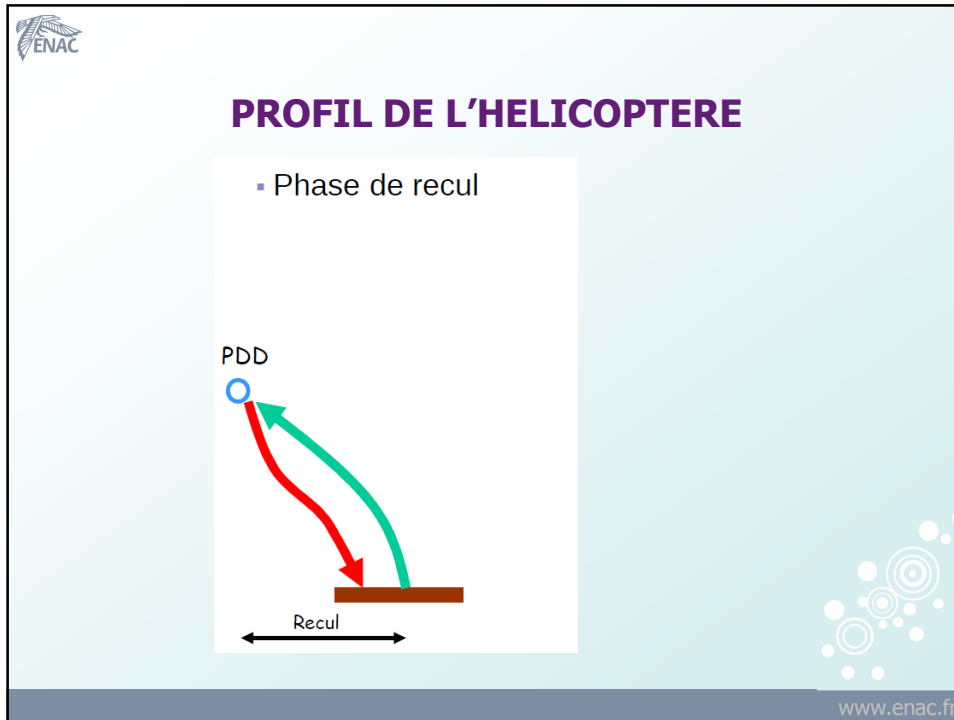 ENAC
PROFIL DE L’HELICOPTERE
▪ Phase de recul
PDD
Recul
www.enac.fr